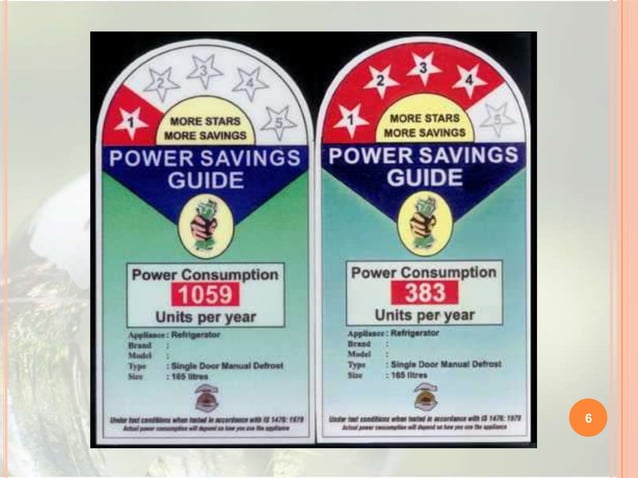 1
2
3
4
5
MORE STARS
MORE SAVINGS
POWER SAVINGS
GUIDE
Power Consumption
1059
Units per year
Appliance : Refrigerator
Brand :
Model :
Type : Single Door Manual Defrost
Size : 165 litres
Under test conditions when tested in accordance with IS 1476: 1979
Actual power consumption will depend on how you use the appliance
1
2
3
4
5
MORE STARS
MORE SAVINGS
POWER SAVINGS
GUIDE
Power Consumption
383
Units per year
Appliance : Refrigerator
Brand :
Model :
Type : Single Door Manual Defrost
Size : 165 litres
Under test conditions when tested in accordance with IS 1476: 1979
Actual power consumption will depend on how you use the appliance
6